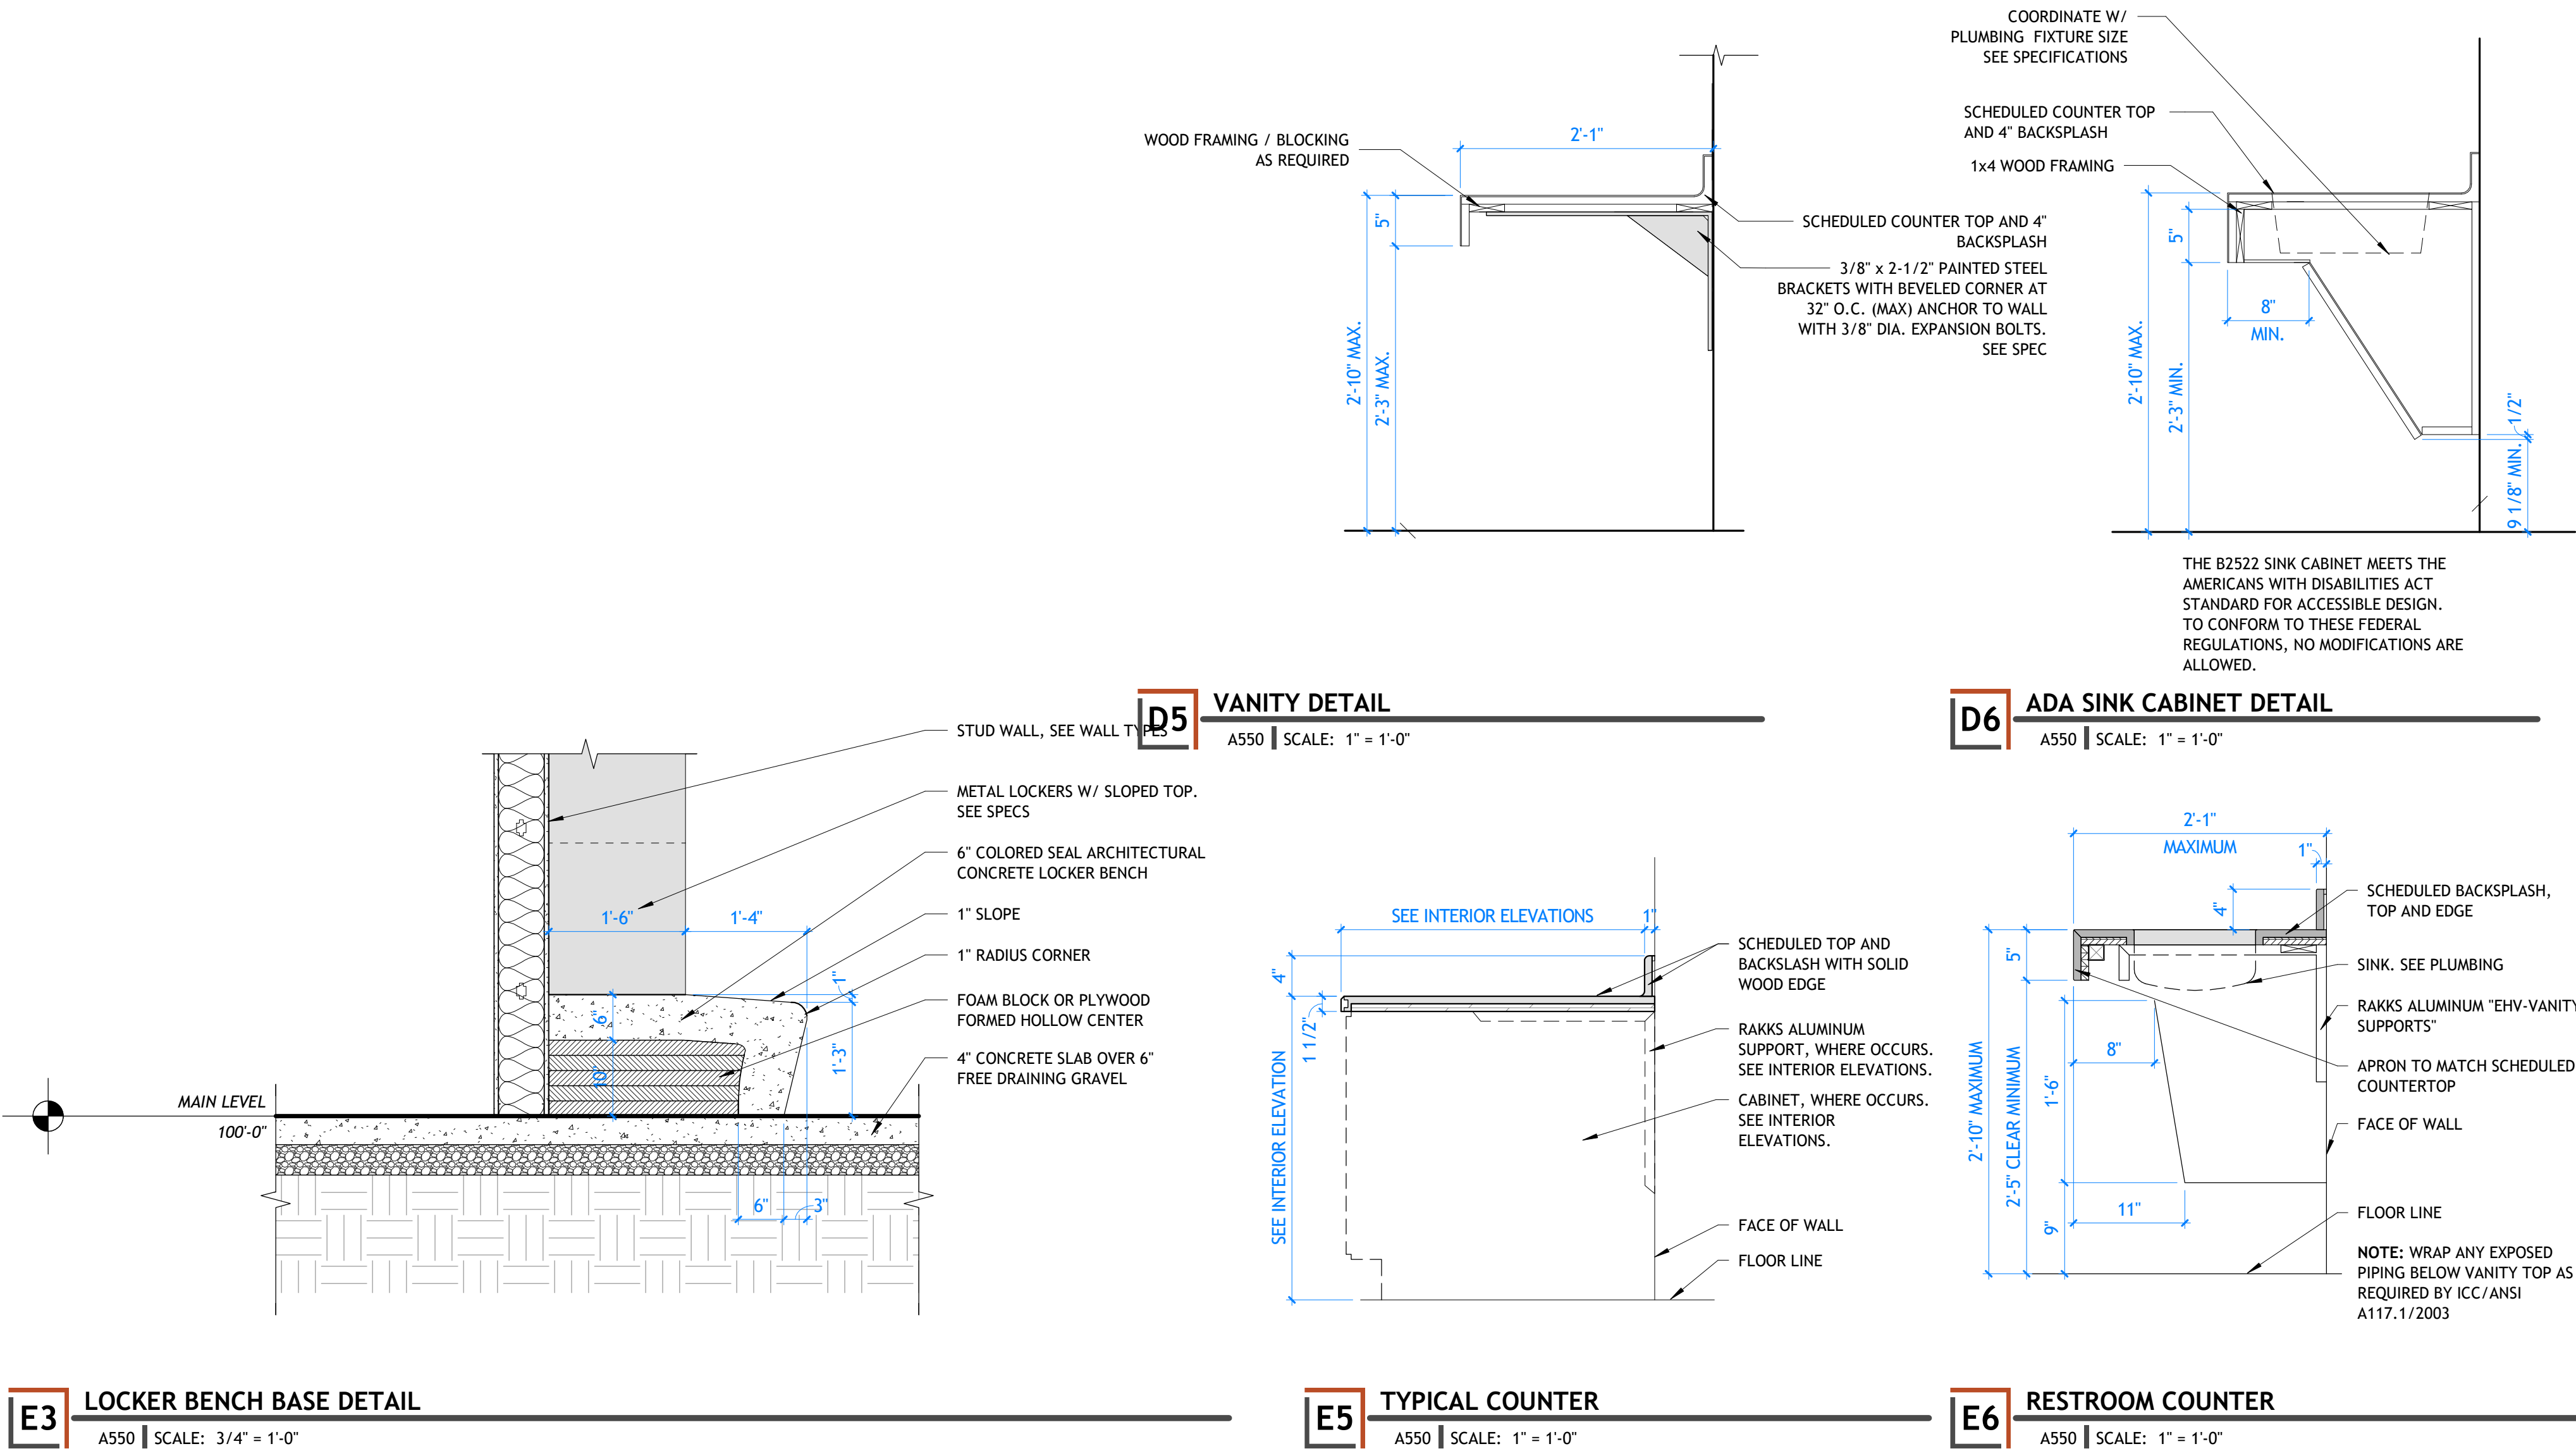 WOOD FRAMING / BLOCKING
AS REQUIRED
2'-1"
5"
2'-10" MAX.
2'-3" MAX.
SCHEDULED COUNTER TOP AND 4"
BACKSPLASH
3/8" x 2-1/2" PAINTED STEEL
BRACKETS WITH BEVELED CORNER AT
32" O.C. (MAX) ANCHOR TO WALL
WITH 3/8" DIA. EXPANSION BOLTS.
SEE SPEC
D5
VANITY DETAIL
A550 SCALE: 1" = 1'-0"
COORDINATE W/
PLUMBING FIXTURE SIZE
SEE SPECIFICATIONS
SCHEDULED COUNTER TOP
AND 4" BACKSPLASH
1x4 WOOD FRAMING
5"
8"
MIN.
2'-10" MAX.
2'-3" MIN.
1/2"
9 1/8" MIN.
THE B2522 SINK CABINET MEETS THE
AMERICANS WITH DISABILITIES ACT
STANDARD FOR ACCESSIBLE DESIGN.
TO CONFORM TO THESE FEDERAL
REGULATIONS, NO MODIFICATIONS ARE
ALLOWED.
D6
ADA SINK CABINET DETAIL
A550 SCALE: 1" = 1'-0"
STUD WALL, SEE WALL TYPES
METAL LOCKERS W/ SLOPED TOP.
SEE SPECS
6" COLORED SEAL ARCHITECTURAL
CONCRETE LOCKER BENCH
1" SLOPE
1" RADIUS CORNER
FOAM BLOCK OR PLYWOOD
FORMED HOLLOW CENTER
4" CONCRETE SLAB OVER 6"
FREE DRAINING GRAVEL
1'-6"
1'-4"
1"
6"
10"
1'-3"
MAIN LEVEL
100'-0"
6"
3"
E3
LOCKER BENCH BASE DETAIL
A550 SCALE: 3/4" = 1'-0"
SEE INTERIOR ELEVATIONS
1"
4"
1 1/2"
SEE INTERIOR ELEVATION
SCHEDULED TOP AND
BACKSLASH WITH SOLID
WOOD EDGE
RAKKS ALUMINUM
SUPPORT, WHERE OCCURS.
SEE INTERIOR ELEVATIONS.
CABINET, WHERE OCCURS.
SEE INTERIOR
ELEVATIONS.
FACE OF WALL
FLOOR LINE
E5
TYPICAL COUNTER
A550 SCALE: 1" = 1'-0"
2'-1"
MAXIMUM
1"
4"
5"
8"
1'-6"
2'-10" MAXIMUM
2'-5" CLEAR MINIMUM
11"
9"
SCHEDULED BACKSPLASH,
TOP AND EDGE
SINK. SEE PLUMBING
RAKKS ALUMINUM "EHV-VANITY
SUPPORTS"
APRON TO MATCH SCHEDULED
COUNTERTOP
FACE OF WALL
FLOOR LINE
NOTE: WRAP ANY EXPOSED
PIPING BELOW VANITY TOP AS
REQUIRED BY ICC/ANSI
A117.1/2003
E6
RESTROOM COUNTER
A550 SCALE: 1" = 1'-0"